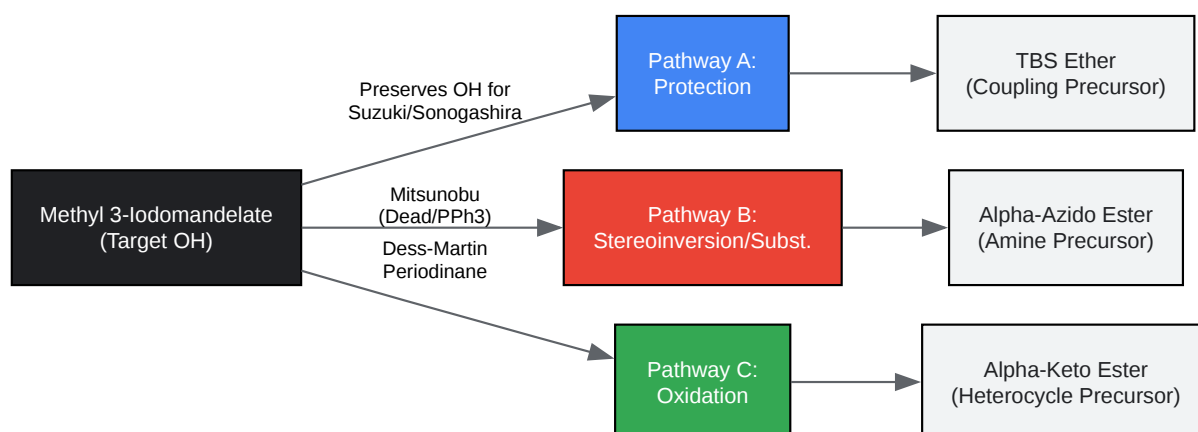 Methyl 3-Iodomandelate
(Target OH)
Preserves OH for
Suzuki/Sonogashira
Mitsunobu
(Dead/PPh3)
Dess-Martin
Periodinane
Pathway A:
Protection
TBS Ether
(Coupling Precursor)
Pathway B:
Stereoinversion/Subst.
Alpha-Azido Ester
(Amine Precursor)
Pathway C:
Oxidation
Alpha-Keto Ester
(Heterocycle Precursor)